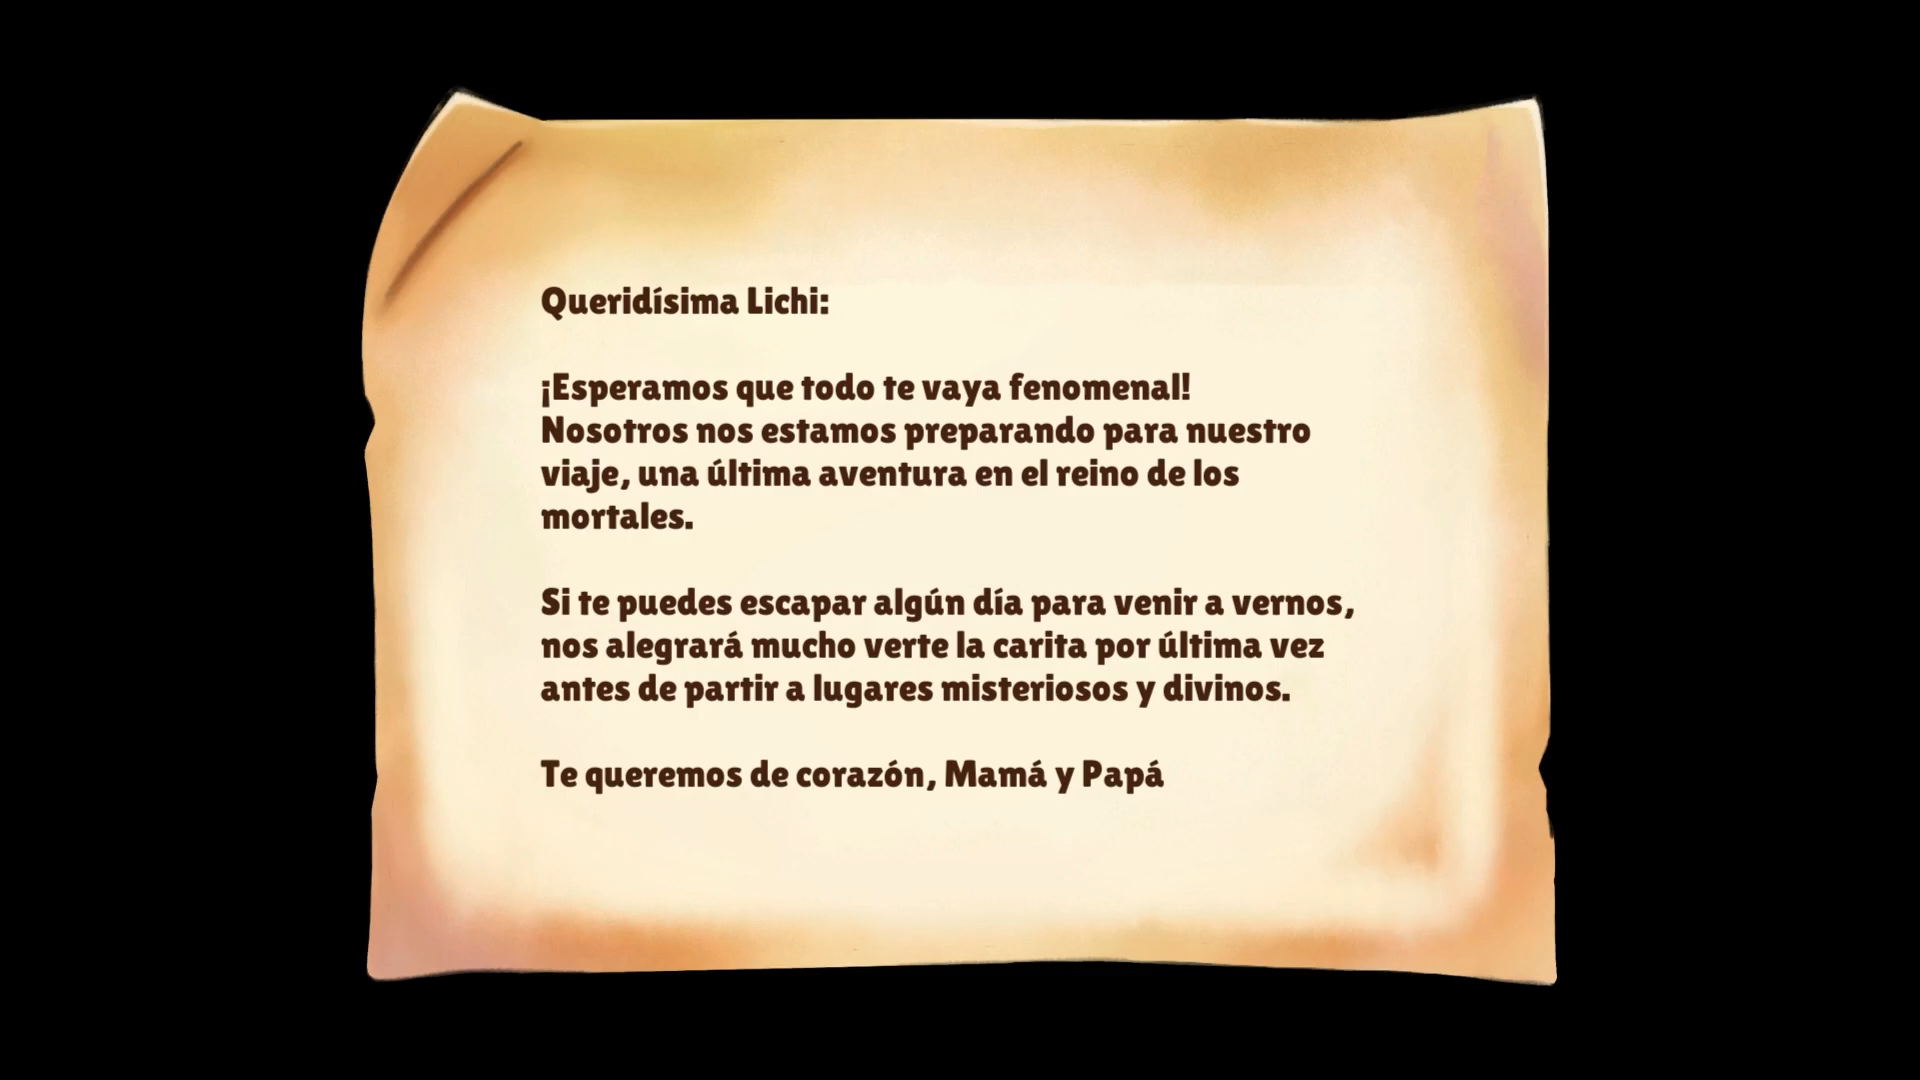 Queridísima Lichi:
¡Esperamos que todo te vaya fenomenal!
Nosotros nos estamos preparando para nuestro
viaje, una última aventura en el reino de los
mortales.
Si te puedes escapar algún día para venir a vernos,
nos alegrará mucho verte la carita por última vez
antes de partir a lugares misteriosos y divinos.
Te queremos de corazón, Mamá y Papá